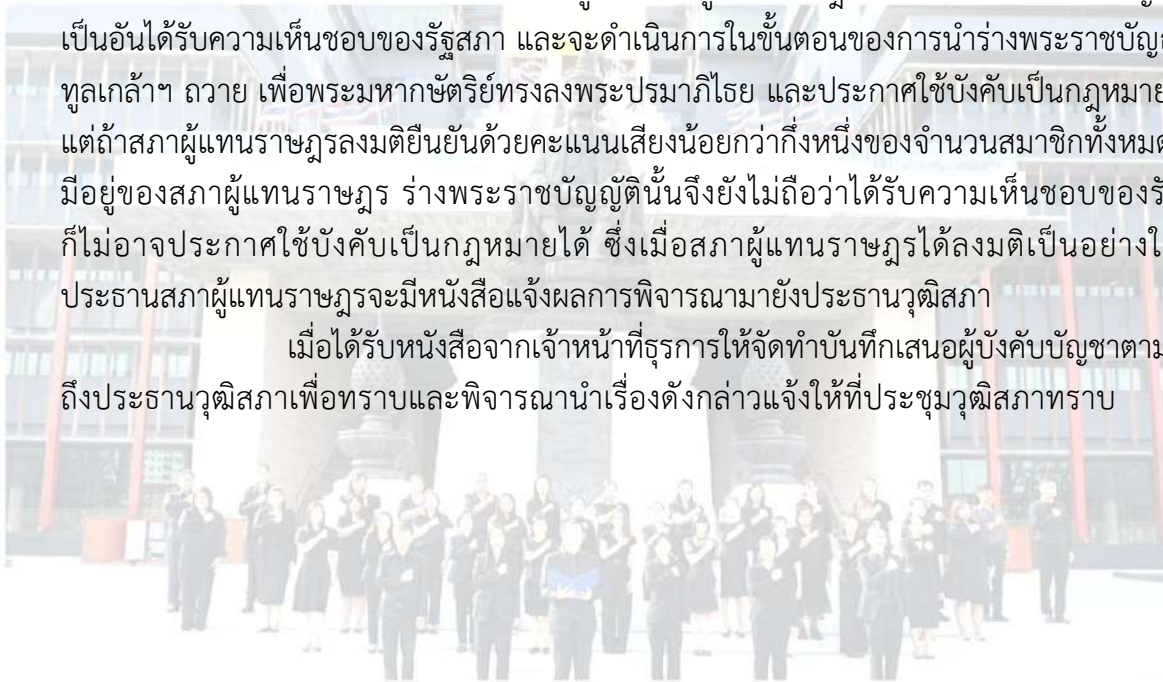 เป็นอันได้รับความเห็นชอบของรัฐสภา และจะดำเนินการในขั้นตอนของการนำร่างพระราชบัญ
ทูลเกล้าฯ ถวาย เพื่อพระมหากษัตริย์ทรงลงพระปรมาภิไธย และประกาศใช้บังคับเป็นกฎหมาย
แต่ถ้าสภาผู้แทนราษฎรลงมติยืนยันด้วยคะแนนเสียงน้อยกว่ากึ่งหนึ่งของจำนวนสมาชิกทั้งหมด
มีอยู่ของสภาผู้แทนราษฎร ร่างพระราชบัญญัตินั้นจึงยังไม่ถือว่าได้รับความเห็นชอบของรั
ก็ไม่อาจประกาศใช้บังคับเป็นกฎหมายได้ ซึ่งเมื่อสภาผู้แทนราษฎรได้ลงมติเป็นอย่างใ
ประธานสภาผู้แทนราษฎรจะมีหนังสือแจ้งผลการพิจารณามายังประธานวุฒิสภา
เมื่อได้รับหนังสือจากเจ้าหน้าที่ธุรการให้จัดทำบันทึกเสนอผู้บังคับบัญชาตาม
ถึงประธานวุฒิสภาเพื่อทราบและพิจารณานำเรื่องดังกล่าวแจ้งให้ที่ประชุมวุฒิสภาทราบ